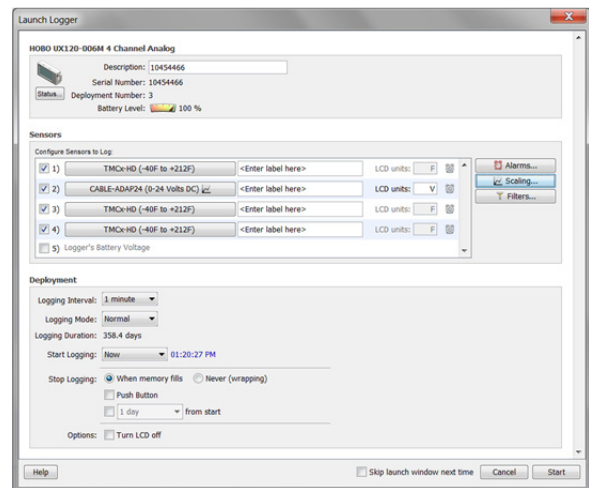 Launch Logger
HOBO UX120-006M 4 Channel Analog
Description: 10454466
Serial Number: 10454466
Status... Deployment Number: 3
Battery Level: 100 %
Sensors
Configure Sensors to Log:
1) TMCx-HD (-40F to +212F) <Enter label here> LCD units: F Alarms...
2) CABLE-ADAP24 (0-24 Volts DC) <Enter label here> LCD units: V Scaling...
3) TMCx-HD (-40F to +212F) <Enter label here> LCD units: F Filters...
4) TMCx-HD (-40F to +212F) <Enter label here> LCD units: F
5) Logger's Battery Voltage
Deployment
Logging Interval: 1 minute
Logging Mode: Normal
Logging Duration: 358.4 days
Start Logging: Now 01:20:27 PM
Stop Logging: When memory fills Never (wrapping)
Push Button
1 day from start
Options: Turn LCD off
Help Skip launch window next time Cancel Start